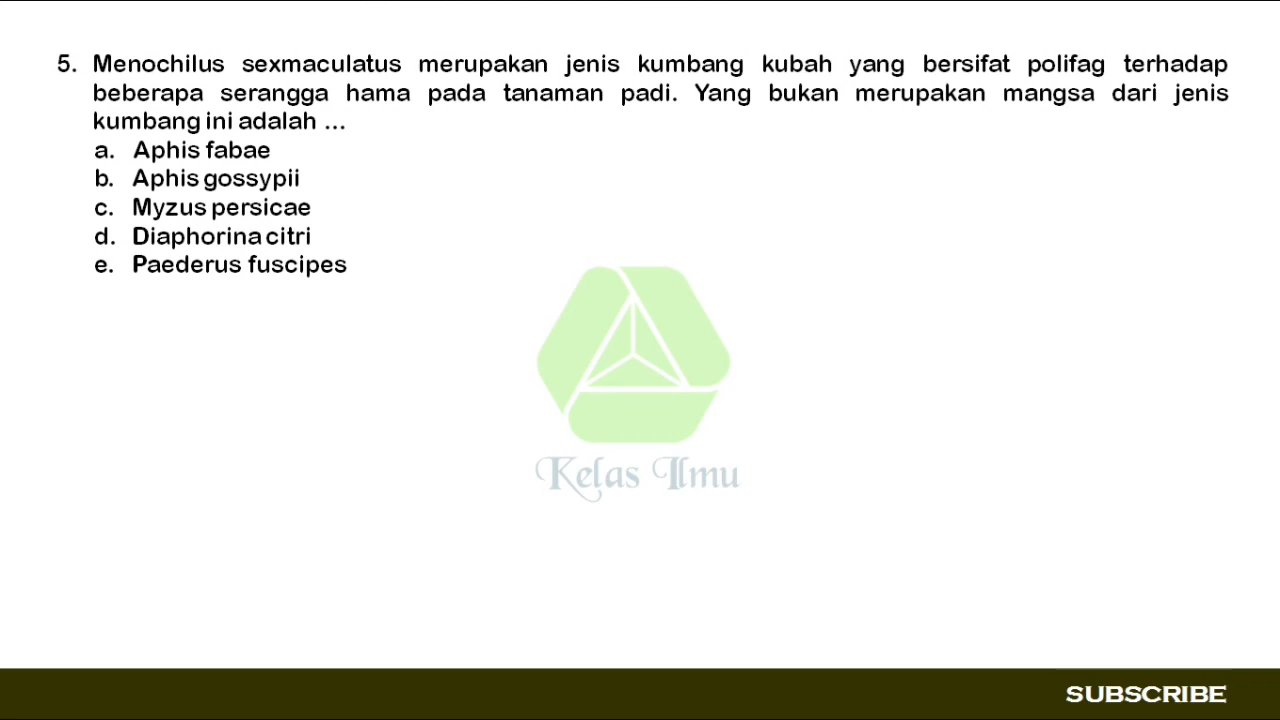 5. Menochilus sexmaculatus merupakan jenis kumbang kubah yang bersifat polifag terhadap
beberapa serangga hama pada tanaman padi. Yang bukan merupakan mangsa dari jenis
kumbang ini adalah ...
a. Aphis fabae
b. Aphis gossypii
c. Myzus persicae
d. Diaphorina citri
e. Paederus fuscipes
Kelas Ilmu
SUBSCRIBE